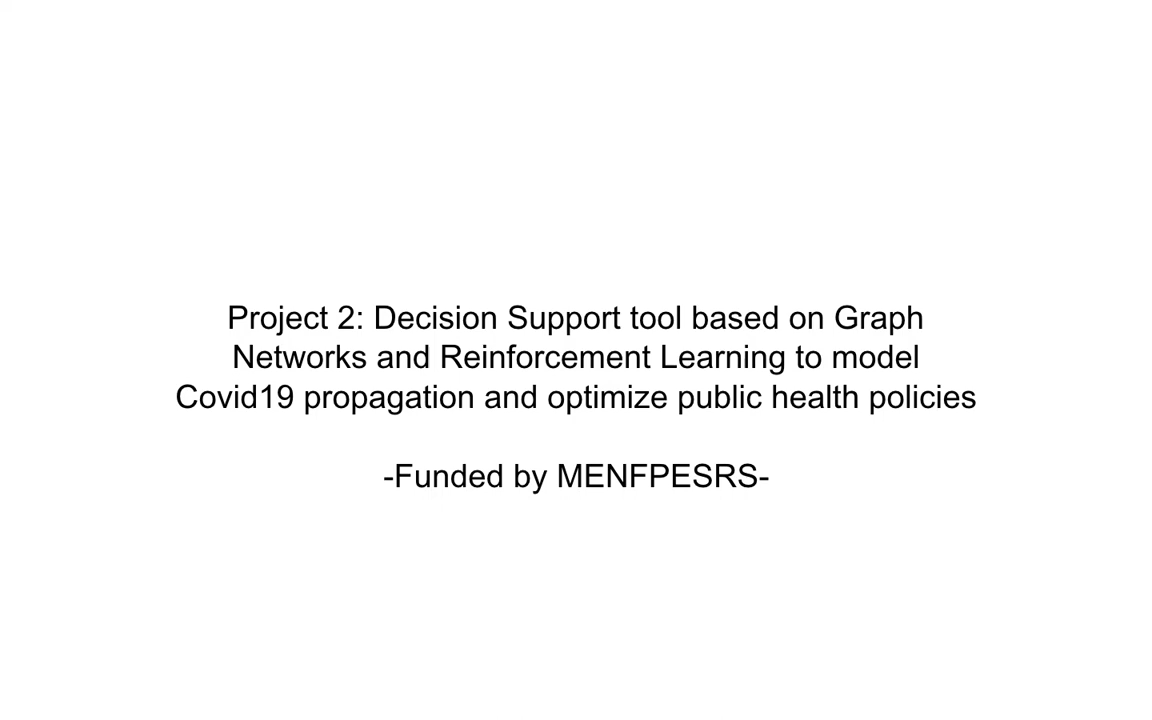 Project 2: Decision Support tool based on Graph
Networks and Reinforcement Learning to model
Covid19 propagation and optimize public health policies
-Funded by MENFPESRS-